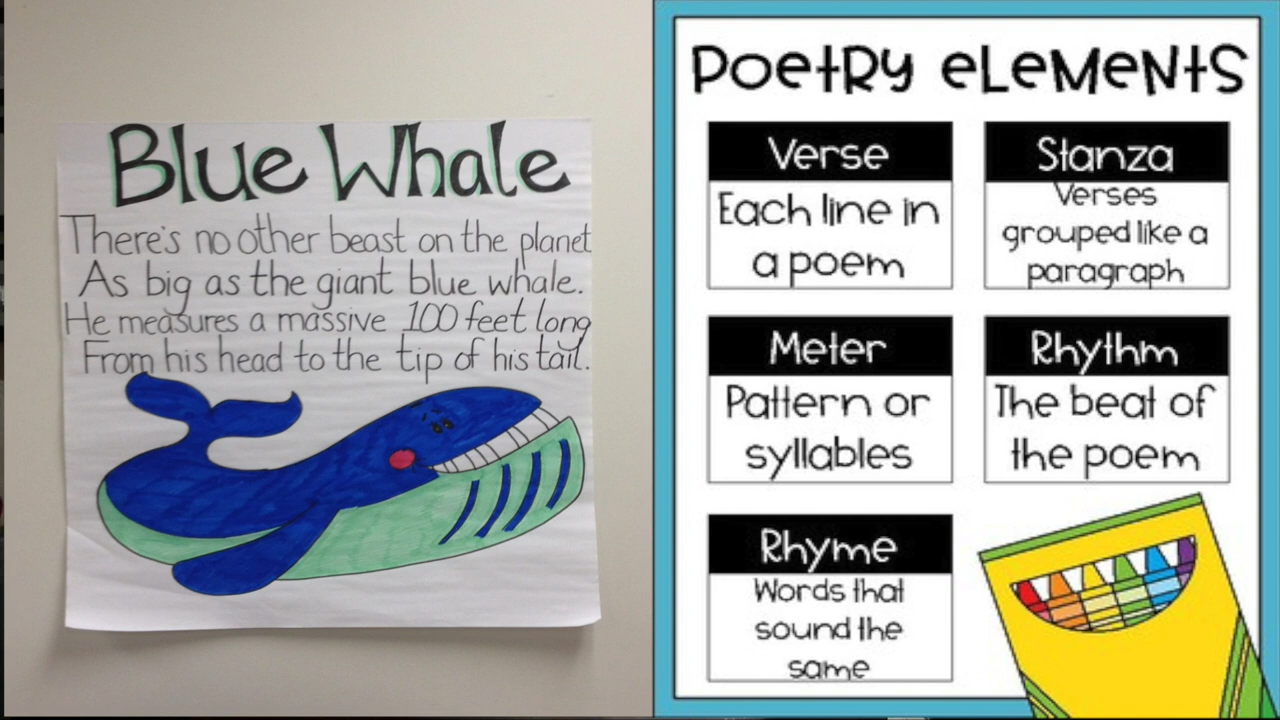 Blue Whale
There's no other beast on the planet
As big as the giant blue whale.
He measures a massive 100 feet long
From his head to the tip of his tail.
Poetry Elements
Verse
Each line in
a poem
Stanza
Verses
grouped like a
paragraph
Meter
Pattern or
syllables
Rhythm
The beat of
the poem
Rhyme
Words that
sound the
same